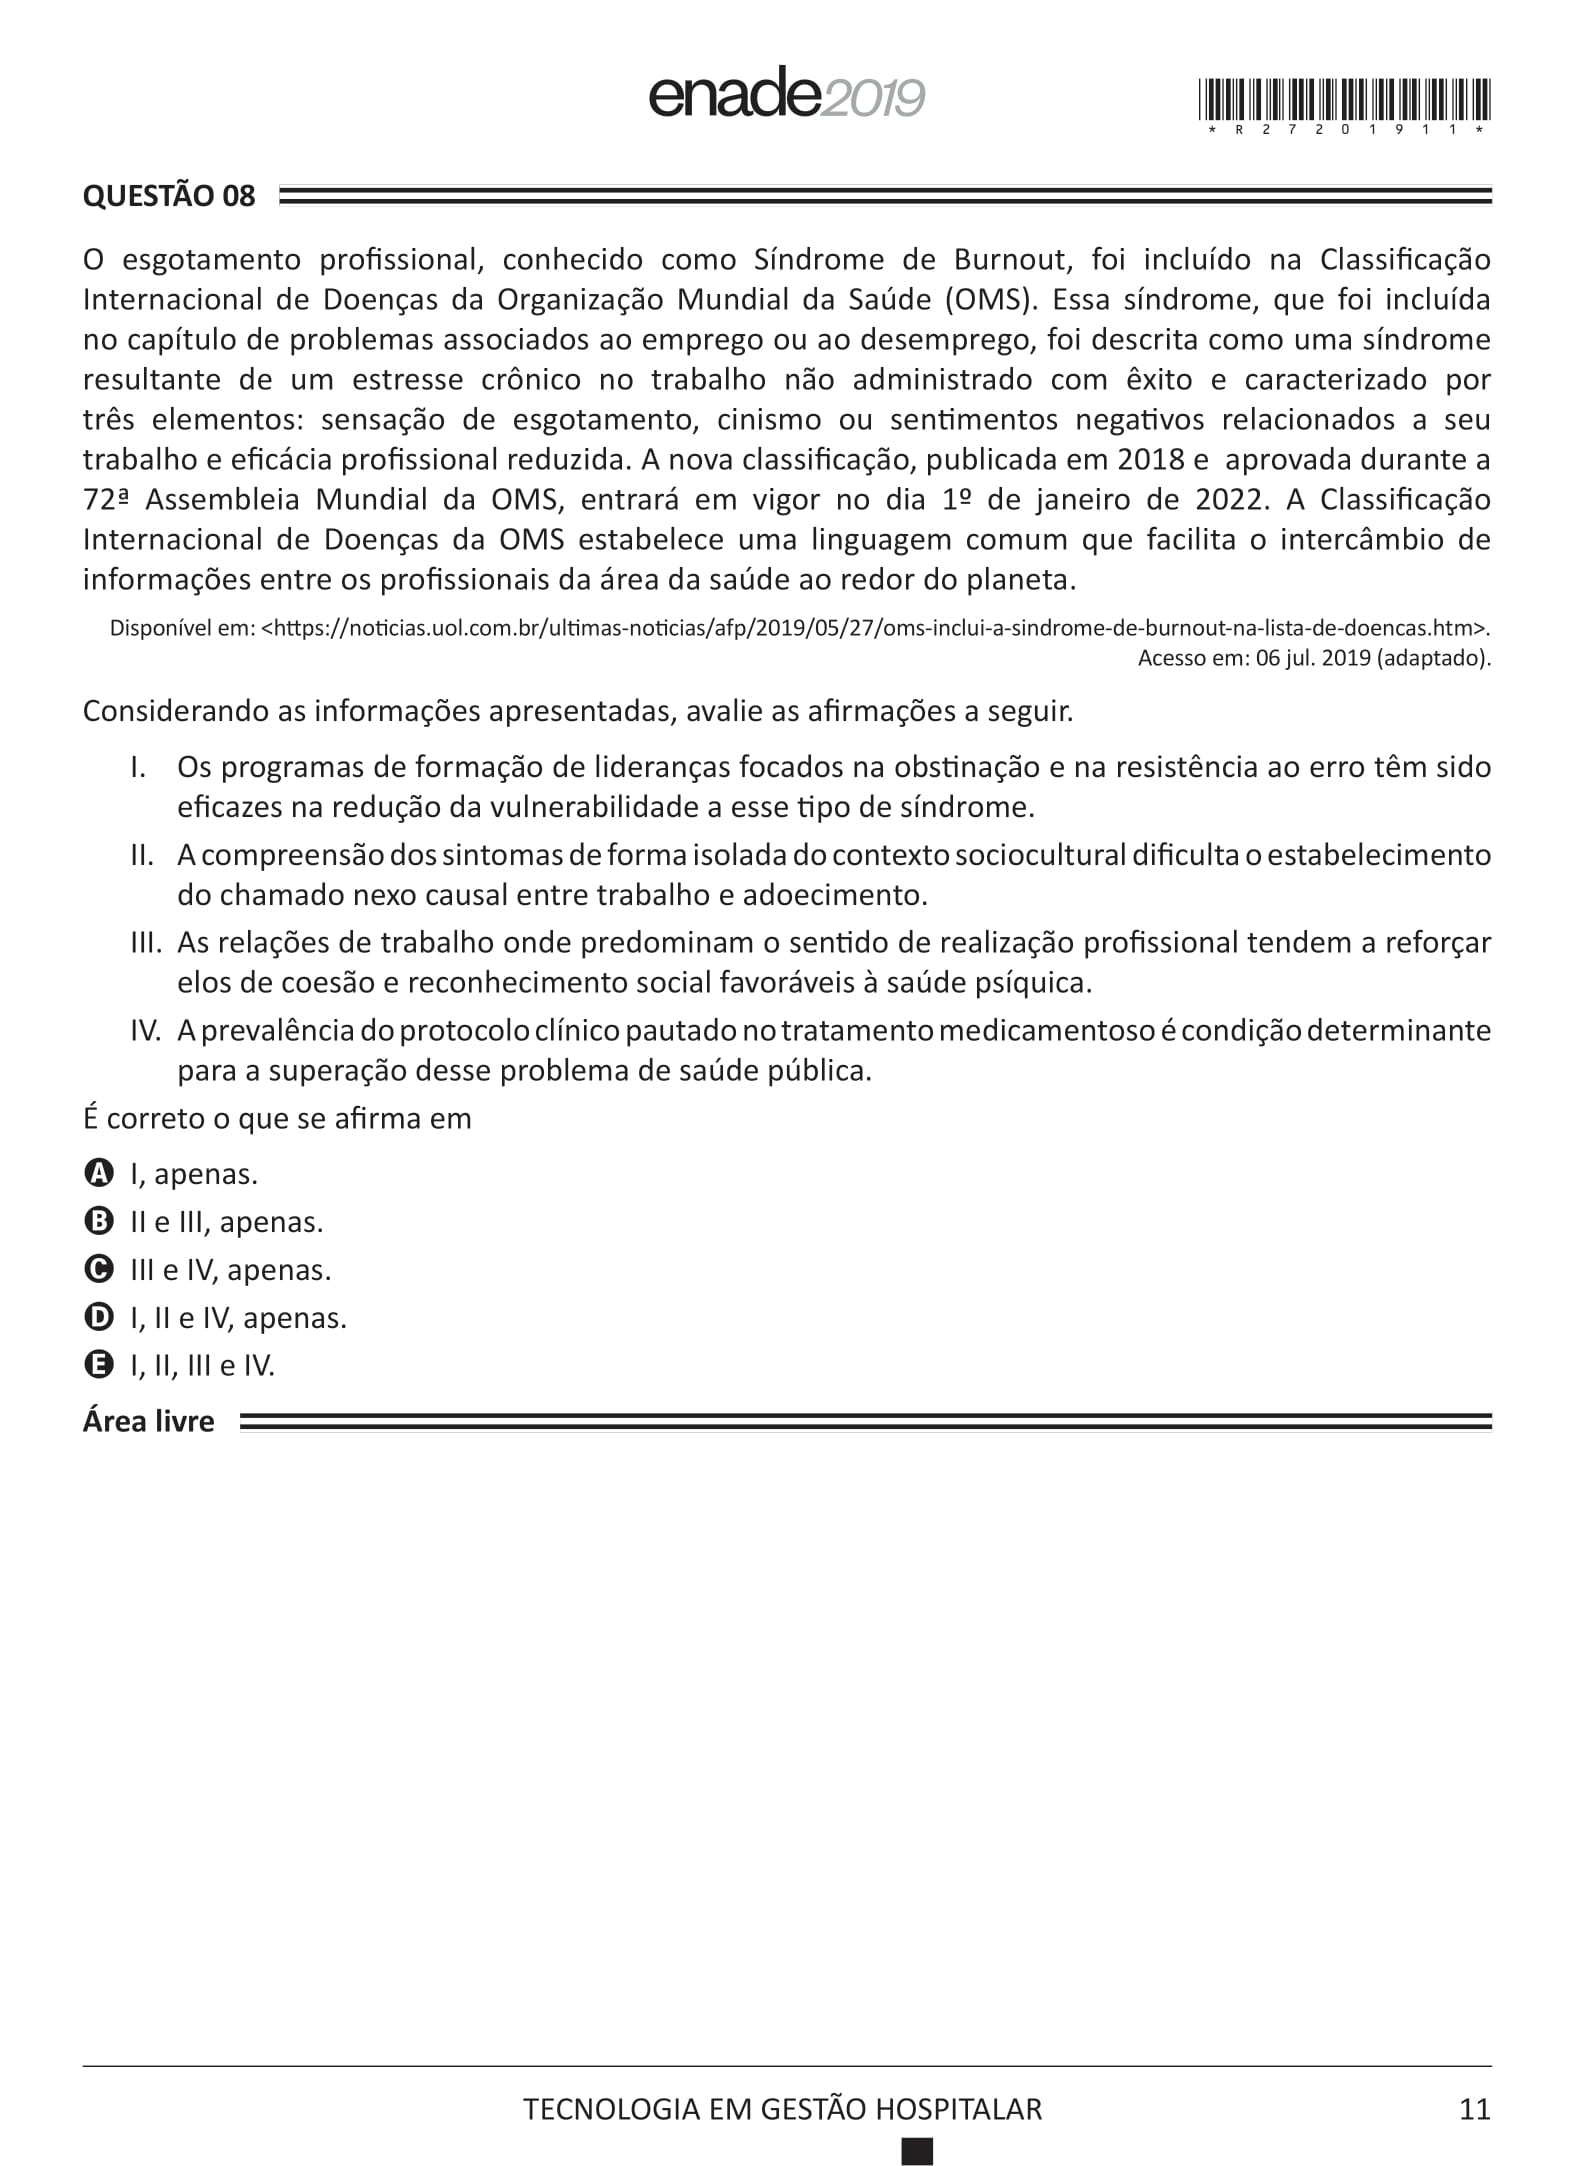 enade2019
*R27201911*
QUESTÃO 08
O esgotamento profissional, conhecido como Síndrome de Burnout, foi incluído na Classificação
Internacional de Doenças da Organização Mundial da Saúde (OMS). Essa síndrome, que foi incluída
no capítulo de problemas associados ao emprego ou ao desemprego, foi descrita como uma síndrome
resultante de um estresse crônico no trabalho não administrado com êxito e caracterizado por
três elementos: sensação de esgotamento, cinismo ou sentimentos negativos relacionados a seu
trabalho e eficácia profissional reduzida. A nova classificação, publicada em 2018 e aprovada durante a
72ª Assembleia Mundial da OMS, entrará em vigor no dia 1º de janeiro de 2022. A Classificação
Internacional de Doenças da OMS estabelece uma linguagem comum que facilita o intercâmbio de
informações entre os profissionais da área da saúde ao redor do planeta.
Disponível em: <https://noticias.uol.com.br/ultimas-noticias/afp/2019/05/27/oms-inclui-a-sindrome-de-burnout-na-lista-de-doencas.htm>.
Acesso em: 06 jul. 2019 (adaptado).
Considerando as informações apresentadas, avalie as afirmações a seguir.
I. Os programas de formação de lideranças focados na obstinação e na resistência ao erro têm sido
eficazes na redução da vulnerabilidade a esse tipo de síndrome.
II. A compreensão dos sintomas de forma isolada do contexto sociocultural dificulta o estabelecimento
do chamado nexo causal entre trabalho e adoecimento.
III. As relações de trabalho onde predominam o sentido de realização profissional tendem a reforçar
elos de coesão e reconhecimento social favoráveis à saúde psíquica.
IV. A prevalência do protocolo clínico pautado no tratamento medicamentoso é condição determinante
para a superação desse problema de saúde pública.
É correto o que se afirma em
A I, apenas.
B II e III, apenas.
C III e IV, apenas.
D I, II e IV, apenas.
E I, II, III e IV.
Área livre
TECNOLOGIA EM GESTÃO HOSPITALAR 11